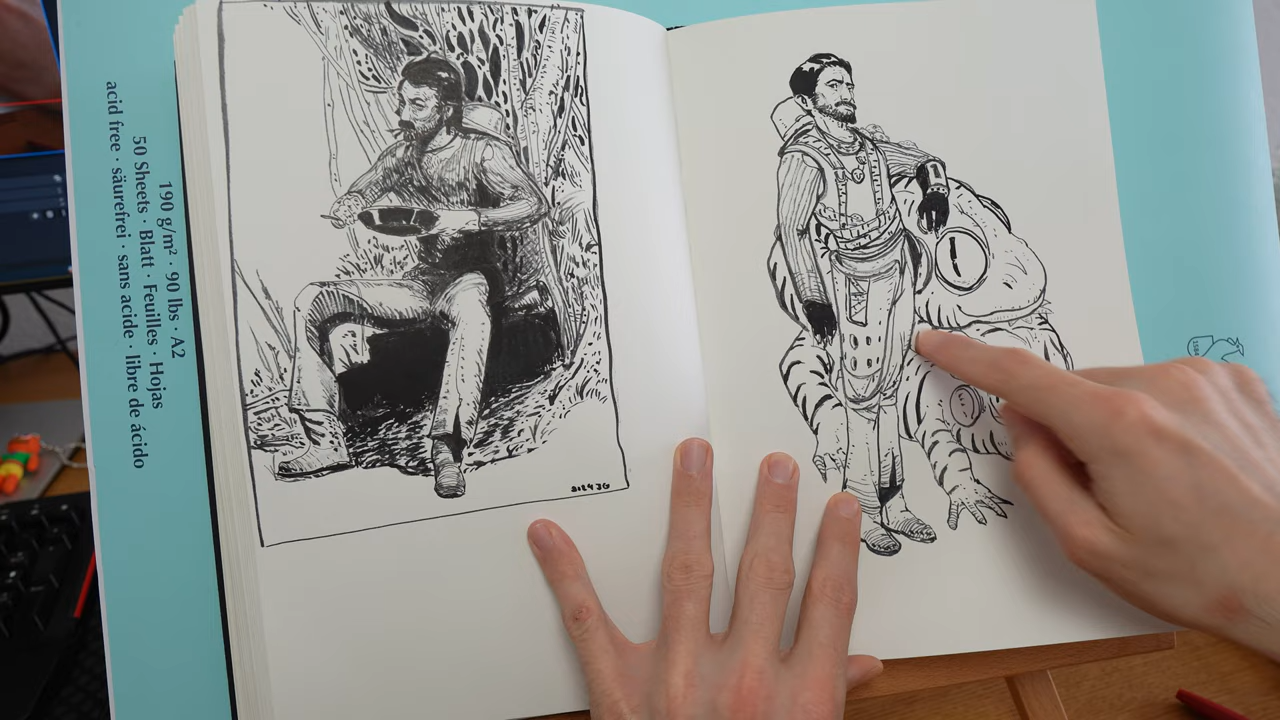 190 g/m² · 90 lbs · A2
50 Sheets · Blatt · Feuilles · Hojas
acid free · säurefrei · sans acide · libre de ácido